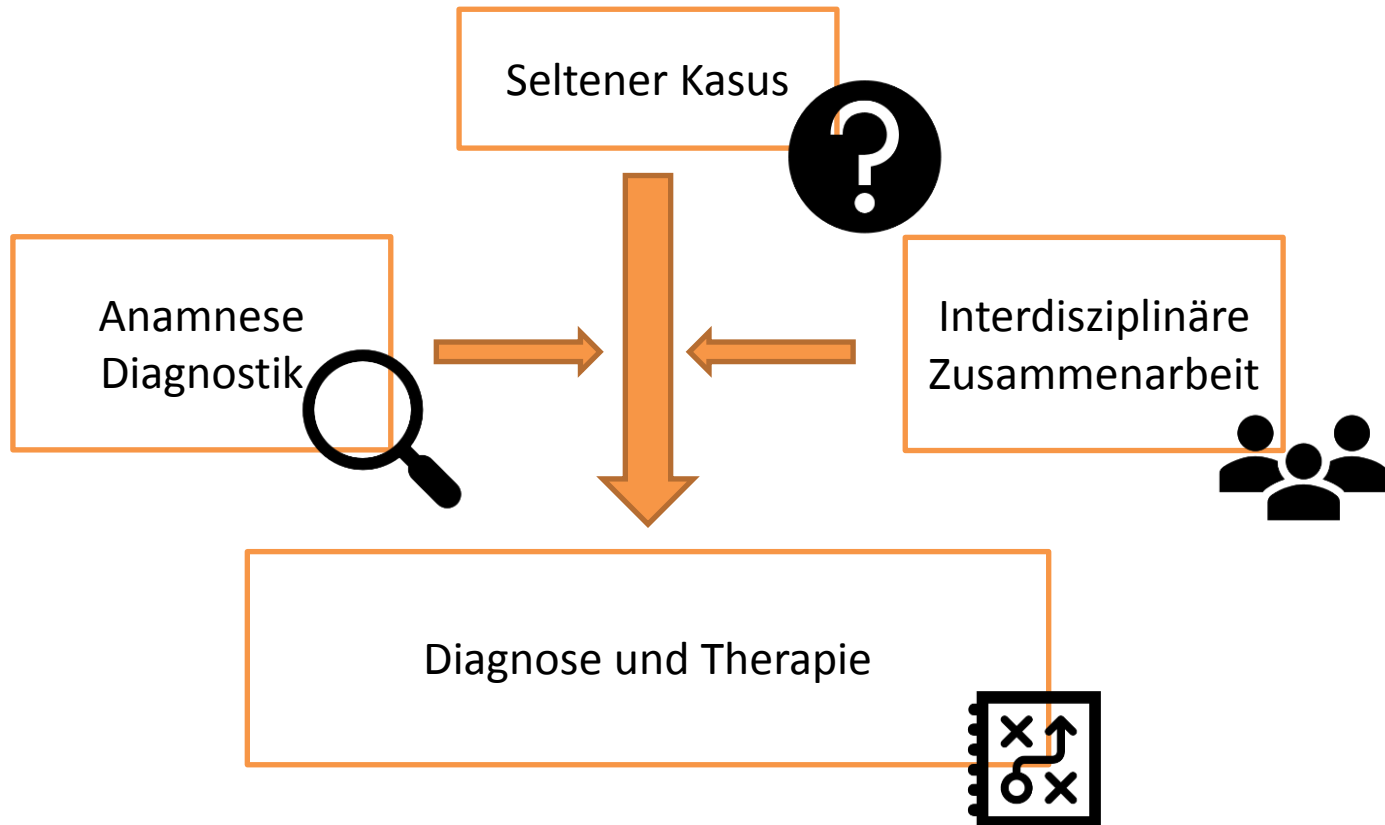 Seltener Kasus
Anamnese
Diagnostik
Interdisziplinäre
Zusammenarbeit
Diagnose und Therapie